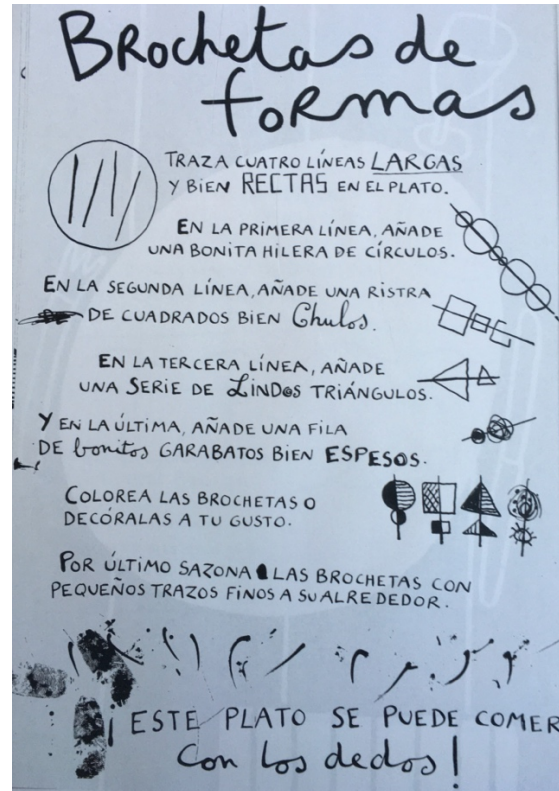 Brochetas de
formas
TRAZA CUATRO LÍNEAS LARGAS
Y BIEN RECTAS EN EL PLATO.
EN LA PRIMERA LÍNEA, AÑADE
UNA BONITA HILERA DE CÍRCULOS.
EN LA SEGUNDA LÍNEA, AÑADE UNA RISTRA
DE CUADRADOS BIEN Chulos.
EN LA TERCERA LÍNEA, AÑADE
UNA SERIE DE LINDOS TRIÁNGULOS.
Y EN LA ÚLTIMA, AÑADE UNA FILA
DE bonitos GARABATOS BIEN ESPESOS.
COLOREA LAS BROCHETAS O
DECÓRALAS A TU GUSTO.
POR ÚLTIMO SAZONA LAS BROCHETAS CON
PEQUEÑOS TRAZOS FINOS A SU ALREDEDOR.
¡ESTE PLATO SE PUEDE COMER
con los dedos!